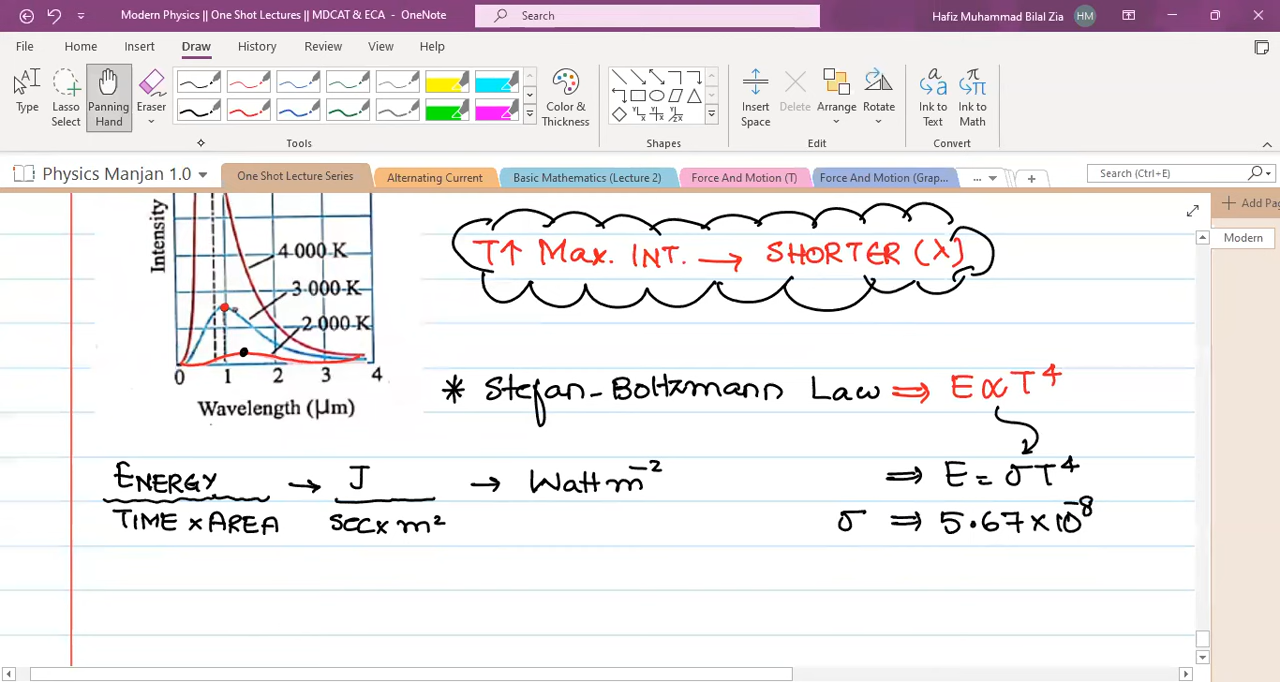 Modern Physics || One Shot Lectures || MDCAT & ECA - OneNote
Search
Hafiz Muhammad Bilal Zia HM
File Home Insert Draw History Review View Help
Type
Lasso Select
Panning Hand
Eraser
Color & Thickness
Insert Space
Delete
Arrange
Rotate
Ink to Text
Ink to Math
Tools Shapes Edit Convert
Physics Manjan 1.0
One Shot Lecture Series
Alternating Current
Basic Mathematics (Lecture 2)
Force And Motion (T)
Force And Motion (Grap...
...
Search (Ctrl+E)
Add Pag
Modern
Intensity
4 000 K
3 000 K
2 000 K
0 1 2 3 4
Wavelength (μm)
T↑ Max. INT. → SHORTER (λ)
* Stefan-Boltzmann Law ⇒ E∝T⁴
ENERGY / TIME × AREA → J / sec × m² → Watt m⁻²
⇒ E = σT⁴
σ ⇒ 5.67×10⁻⁸